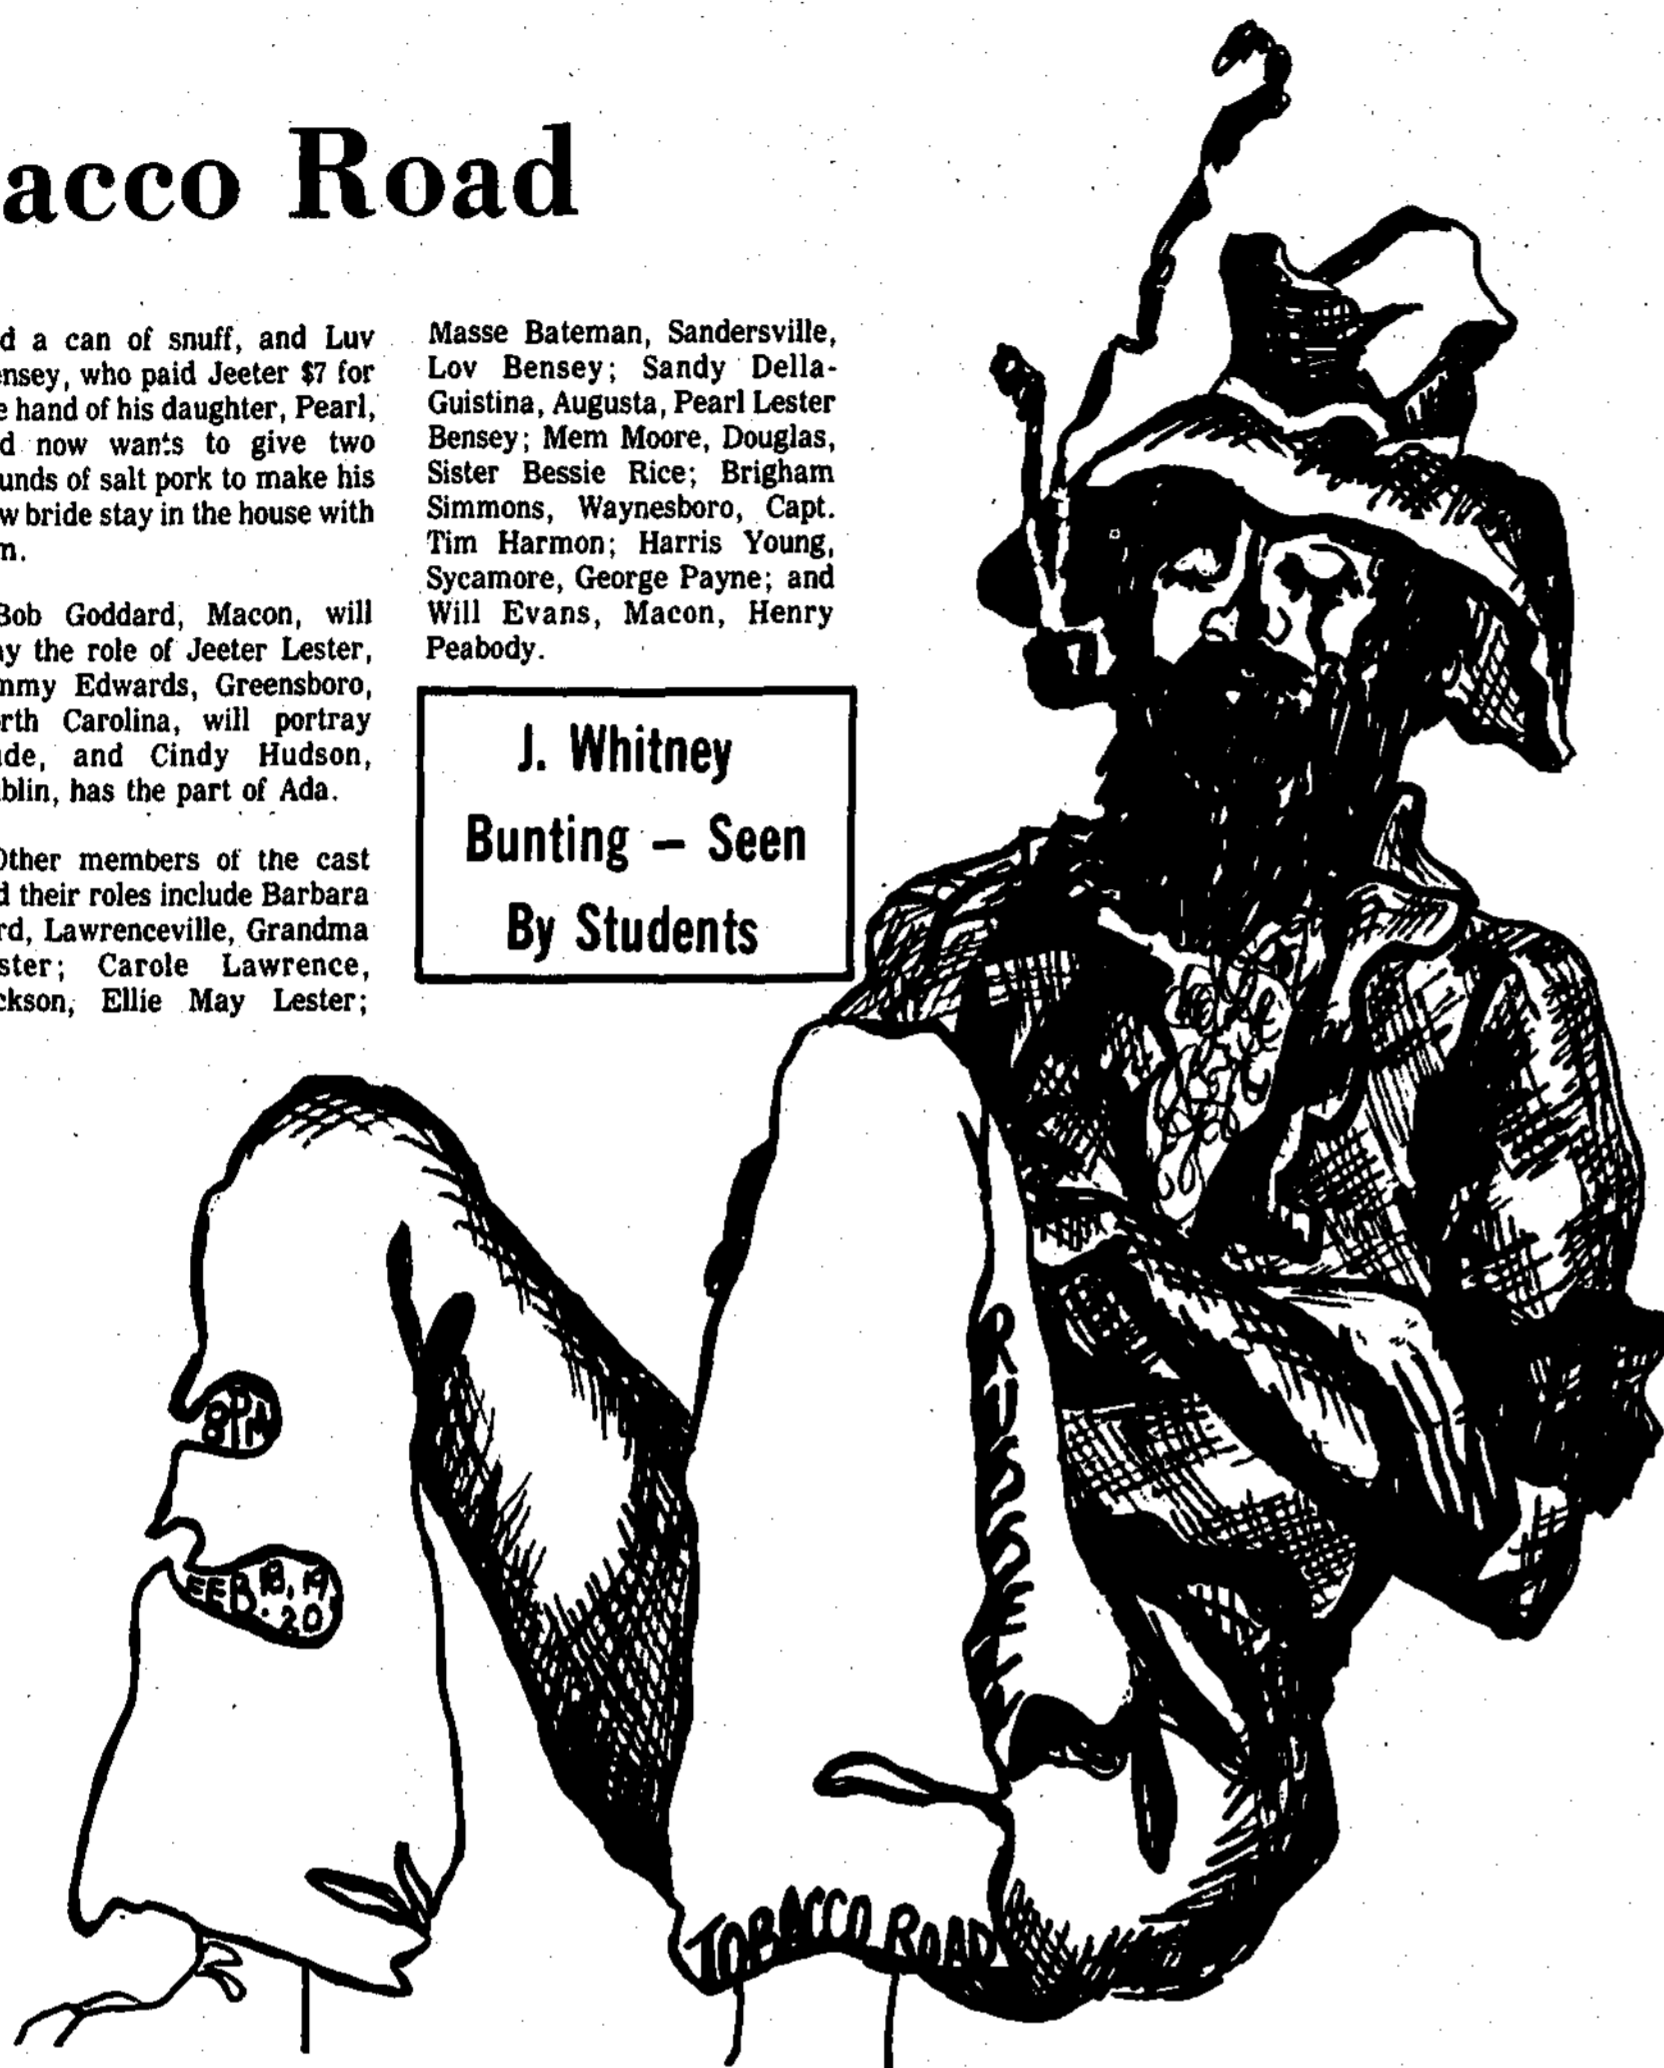 acco Road
d a can of snuff, and Luv
ensey, who paid Jeeter $7 for
e hand of his daughter, Pearl,
d now wants to give two
unds of salt pork to make his
w bride stay in the house with
m.
Bob Goddard, Macon, will
ay the role of Jeeter Lester,
mmy Edwards, Greensboro,
rth Carolina, will portray
ude, and Cindy Hudson,
ublin, has the part of Ada.
Other members of the cast
d their roles include Barbara
rd, Lawrenceville, Grandma
ster; Carole Lawrence,
ckson, Ellie May Lester;
Masse Bateman, Sandersville,
Lov Bensey; Sandy Della-
Guistina, Augusta, Pearl Lester
Bensey; Mem Moore, Douglas,
Sister Bessie Rice; Brigham
Simmons, Waynesboro, Capt.
Tim Harmon; Harris Young,
Sycamore, George Payne; and
Will Evans, Macon, Henry
Peabody.
J. Whitney
Bunting – Seen
By Students
8PM
FEB 18, 19
. 20
RUSSELL
TOBACCO ROAD